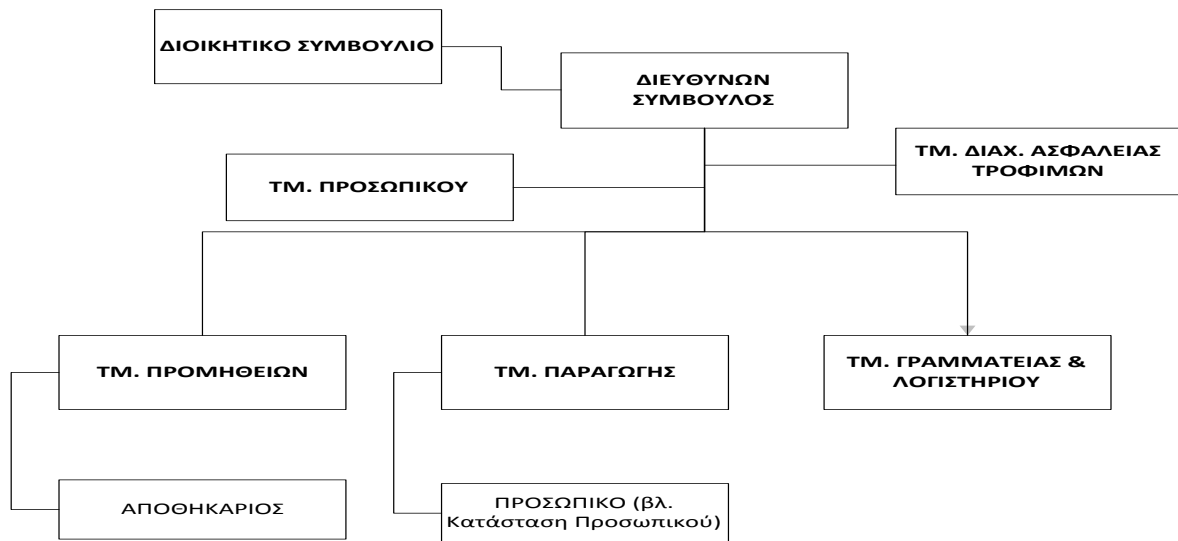 ΔΙΟΙΚΗΤΙΚΟ ΣΥΜΒΟΥΛΙΟ
ΔΙΕΥΘΥΝΩΝ
ΣΥΜΒΟΥΛΟΣ
ΤΜ. ΔΙΑΧ. ΑΣΦΑΛΕΙΑΣ
ΤΡΟΦΙΜΩΝ
ΤΜ. ΠΡΟΣΩΠΙΚΟΥ
ΤΜ. ΠΡΟΜΗΘΕΙΩΝ
ΤΜ. ΠΑΡΑΓΩΓΗΣ
ΤΜ. ΓΡΑΜΜΑΤΕΙΑΣ &
ΛΟΓΙΣΤΗΡΙΟΥ
ΑΠΟΘΗΚΑΡΙΟΣ
ΠΡΟΣΩΠΙΚΟ (βλ.
Κατάσταση Προσωπικού)